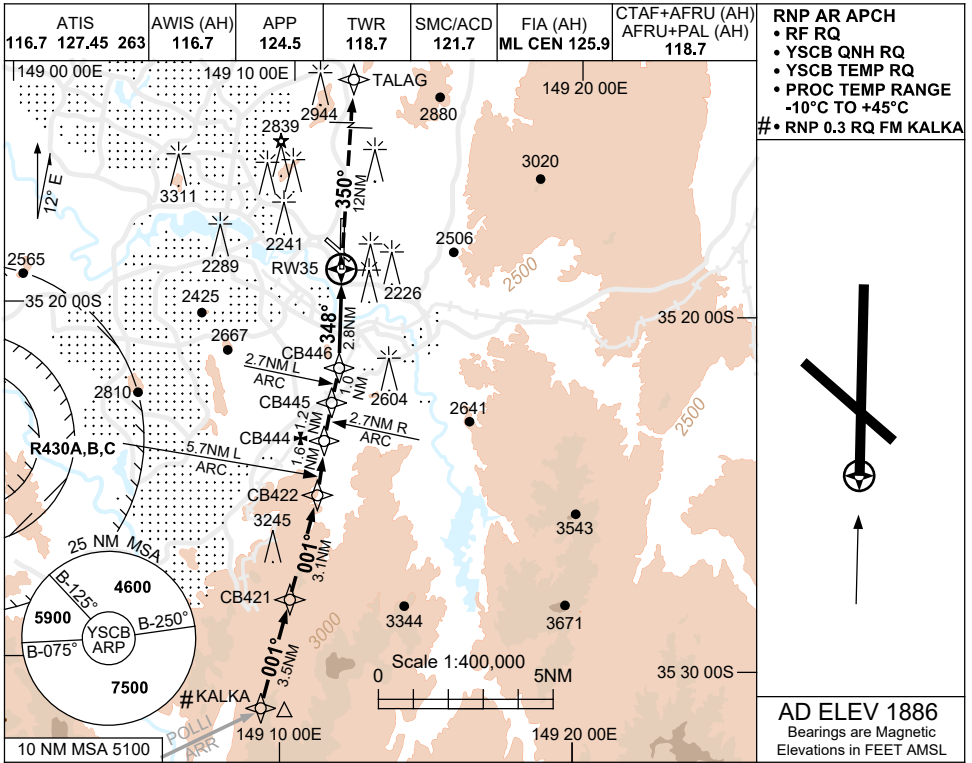 ATIS
116.7 127.45 263
AWIS (AH)
116.7
APP
124.5
TWR
118.7
SMC/ACD
121.7
FIA (AH)
ML CEN 125.9
CTAF+AFRU (AH)
AFRU+PAL (AH)
118.7
RNP AR APCH
• RF RQ
• YSCB QNH RQ
• YSCB TEMP RQ
• PROC TEMP RANGE
-10°C TO +45°C
# • RNP 0.3 RQ FM KALKA
149 00 00E
149 10 00E
149 20 00E
TALAG
2944
2880
2839
3020
12° E
3311
350°
12NM
2241
2289
2506
2565
RW35
2226
2500
35 20 00S
35 20 00S
2425
348°
2.8NM
2667
CB446
2.7NM L
ARC
1.0
NM
2604
2810
CB445
2641
2500
1.2
NM
2.7NM R
ARC
CB444
R430A,B,C
5.7NM L
ARC
1.6
NM
CB422
3245
3543
25 NM MSA
001°
3.1NM
B-125°
4600
CB421
5900
YSCB
ARP
B-250°
3344
3671
3000
B-075°
001°
3.5NM
7500
Scale 1:400,000
0
5NM
35 30 00S
# KALKA
POLLI
ARR
149 10 00E
149 20 00E
10 NM MSA 5100
AD ELEV 1886
Bearings are Magnetic
Elevations in FEET AMSL